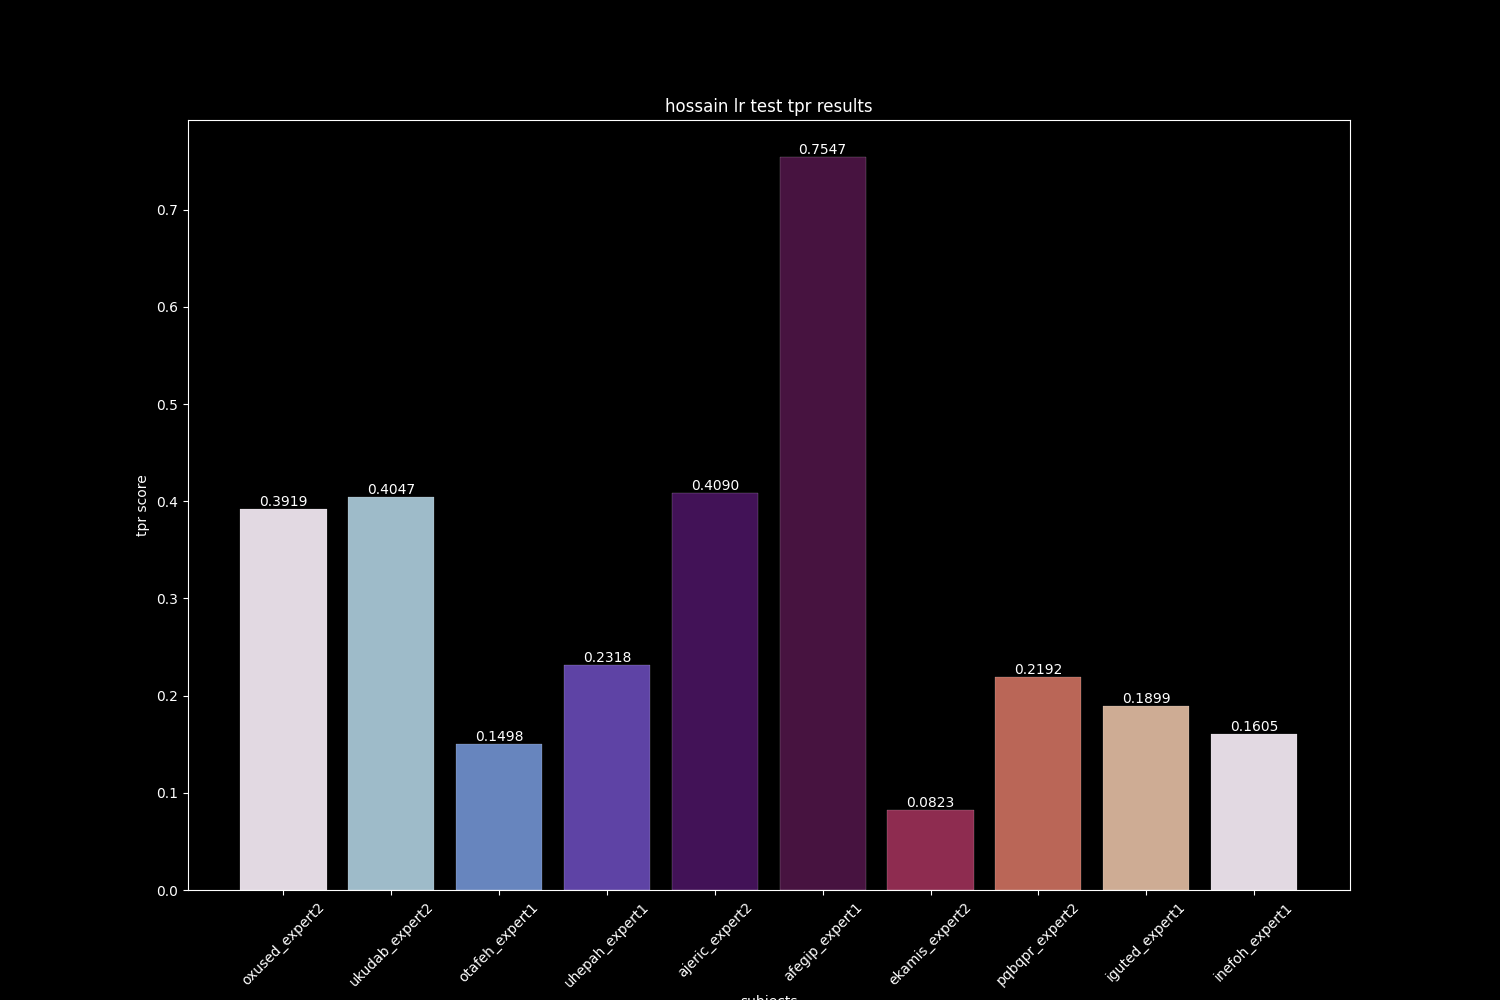 hossain lr test tpr results
0.7547
0.7
0.6
0.5
0.4090
0.4047
0.3919
0.4
tpr score
0.3
0.2318
0.2192
0.2
0.1899
0.1605
0.1498
0.1
0.0823
0.0
oxused_expert2
ukudab_expert2
otafeh_expert1
uhepah_expert1
ajeric_expert2
afegip_expert1
ekamis_expert2
pqbqpr_expert2
iguted_expert1
inefoh_expert1
subjects